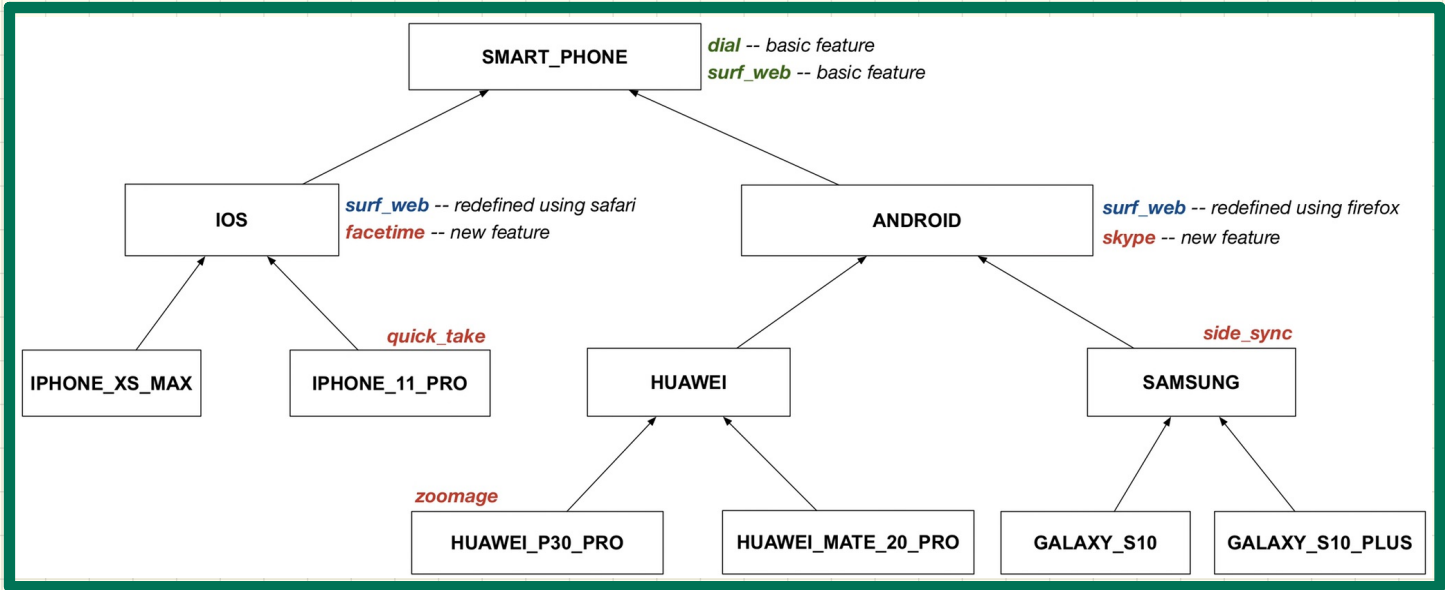 SMART_PHONE
dial -- basic feature
surf_web -- basic feature
IOS
surf_web -- redefined using safari
facetime -- new feature
ANDROID
surf_web -- redefined using firefox
skype -- new feature
IPHONE_XS_MAX
quick_take
IPHONE_11_PRO
HUAWEI
side_sync
SAMSUNG
zoomage
HUAWEI_P30_PRO
HUAWEI_MATE_20_PRO
GALAXY_S10
GALAXY_S10_PLUS